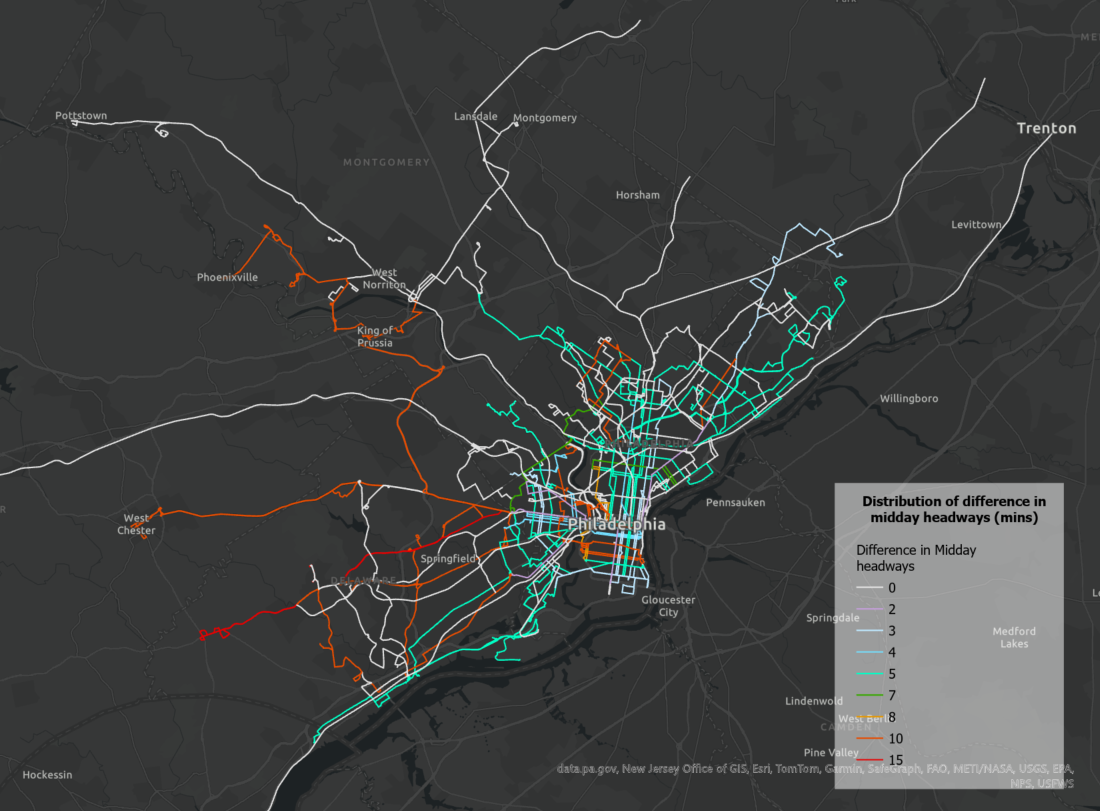 Pottstown
Lansdale
Montgomery
Trenton
MONTGOMERY
Horsham
Levittown
Phoenixville
West
Norriton
King of
Prussia
Willingboro
PHILADELPHIA
Pennsauken
West
Chester
Philadelphia
Springfield
DELAWARE
Gloucester
City
Springdale
Medford
Lakes
Lindenwold
CAMDEN
Pine Valley
Hockessin
Distribution of difference in
midday headways (mins)
Difference in Midday
headways
0
2
3
4
5
7
8
10
15
data.pa.gov, New Jersey Office of GIS, Esri, TomTom, Garmin, SafeGraph, FAO, METI/NASA, USGS, EPA,
NPS, USFWS